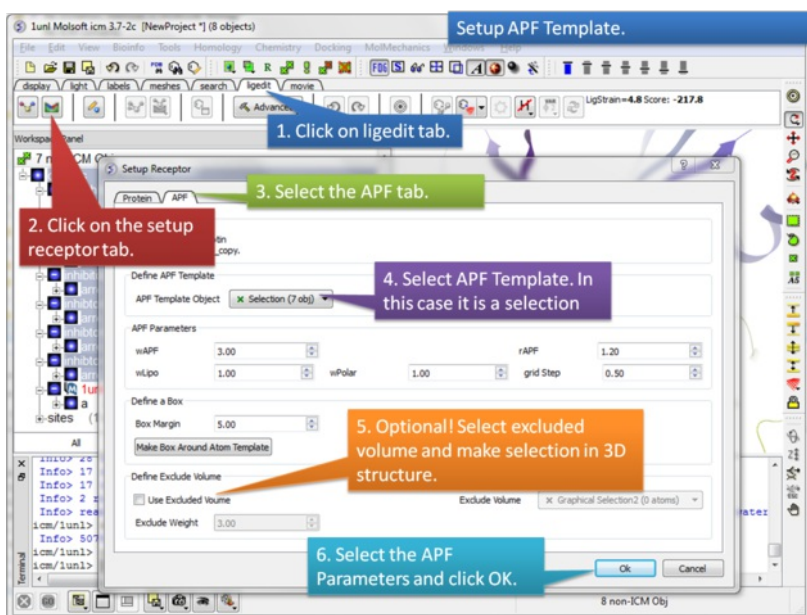 1unl Molsoft icm 3.7-2c [NewProject *] (8 objects)
Setup APF Template.
File Edit View Bioinfo Tools Homology Chemistry Docking MolMechanics Windows Help
display light labels meshes search ligedit movie
Advanced
LigStrain=4.8 Score: -217.8
1. Click on ligedit tab.
Workspace Panel
7 non-ICM Obj
Setup Receptor
Protein APF
3. Select the APF tab.
2. Click on the setup
receptor tab.
_copy.
Define APF Template
APF Template Object Selection (7 obj)
4. Select APF Template. In
this case it is a selection
APF Parameters
wAPF 3.00 rAPF 1.20
wLipo 1.00 wPolar 1.00 grid Step 0.50
Define a Box
Box Margin 5.00
Make Box Around Atom Template
5. Optional! Select excluded
volume and make selection in 3D
structure.
a
sites
All
Define Exclude Volume
Use Excluded Voume Exclude Volume Graphical Selection2 (0 atoms)
Exclude Weight 3.00
Info> 17
Info> 17
Info> 2
icm/1unl>
Info> 507
icm/1unl>
icm/1unl>
Terminal
6. Select the APF
Parameters and click OK.
Ok Cancel
8 non-ICM Obj